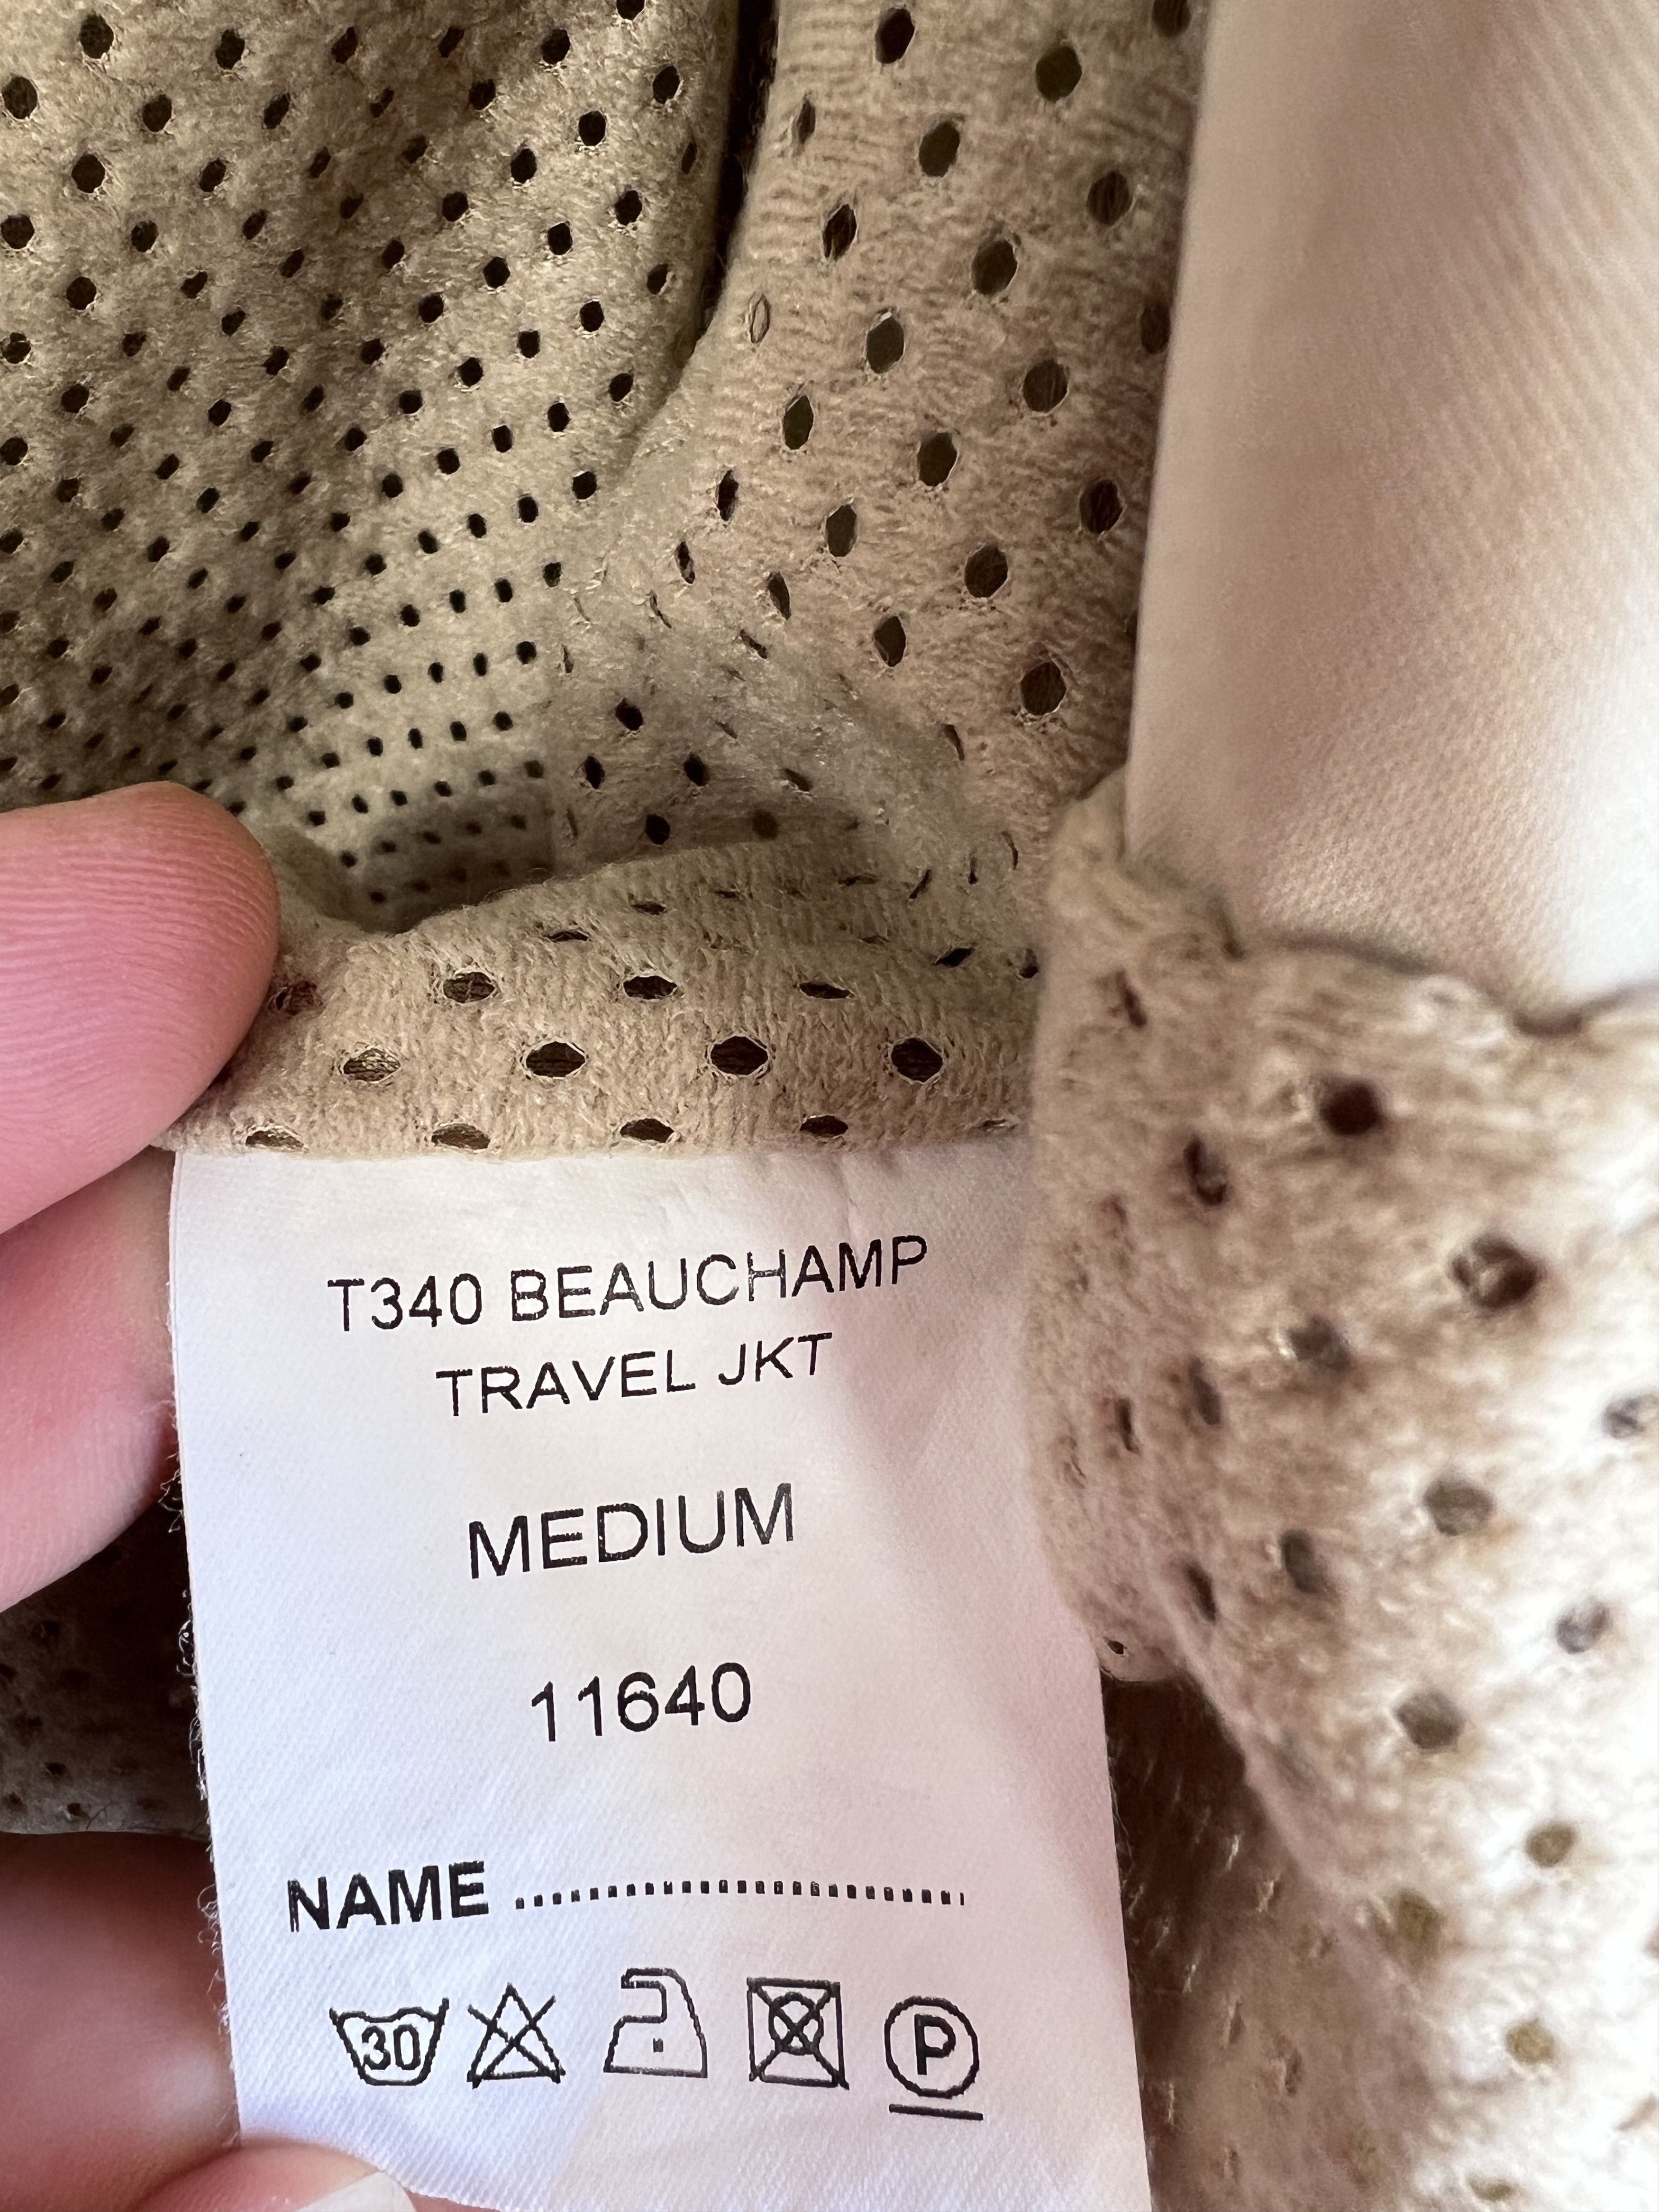 T340 BEAUCHAMP
TRAVEL JKT
MEDIUM
11640
NAME ................................
30
P